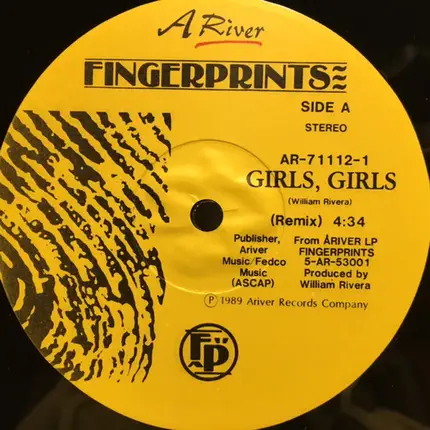 A River
FINGERPRINTS
SIDE A
STEREO
AR-71112-1
GIRLS, GIRLS
(William Rivera)
(Remix) 4:34
Publisher,
Ariver
Music/Fedco
Music
(ASCAP)
From ÅRIVER LP
FINGERPRINTS
5-AR-53001
Produced by
William Rivera
Ⓟ 1989 Ariver Records Company
FP